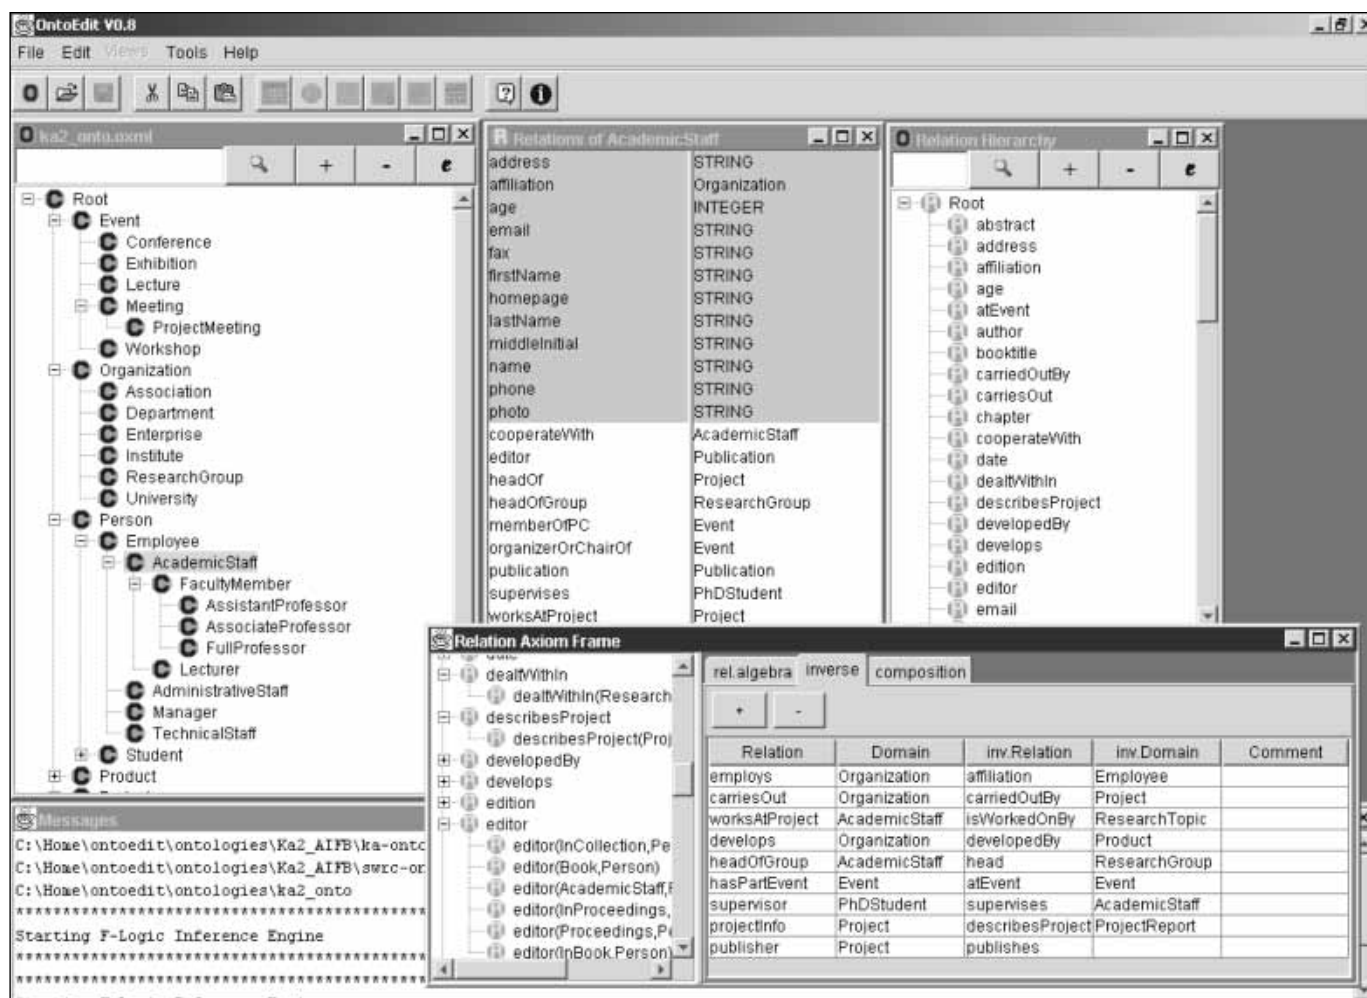 OntoEdit V0.8
File Edit Views Tools Help
ka2_onto.oxml
+ - e
Root
Event
Conference
Exhibition
Lecture
Meeting
ProjectMeeting
Workshop
Organization
Association
Department
Enterprise
Institute
ResearchGroup
University
Person
Employee
AcademicStaff
FacultyMember
AssistantProfessor
AssociateProfessor
FullProfessor
Lecturer
AdministrativeStaff
Manager
TechnicalStaff
Student
Product
Relations of AcademicStaff
address STRING
affiliation Organization
age INTEGER
email STRING
fax STRING
firstName STRING
homepage STRING
lastName STRING
middleInitial STRING
name STRING
phone STRING
photo STRING
cooperateWith AcademicStaff
editor Publication
headOf Project
headOfGroup ResearchGroup
memberOfPC Event
organizerOrChairOf Event
publication Publication
supervises PhDStudent
worksAtProject Project
Relation Hierarchy
+ - e
Root
abstract
address
affiliation
age
atEvent
author
booktitle
carriedOutBy
carriesOut
chapter
cooperateWith
date
dealtWithIn
describesProject
developedBy
develops
edition
editor
email
Relation Axiom Frame
date
dealtWithIn
dealtWithIn(Research
describesProject
describesProject(Proj
developedBy
develops
edition
editor
editor(InCollection,Pe
editor(Book,Person)
editor(AcademicStaff,
editor(InProceedings,
editor(Proceedings,Pe
editor(InBook,Person)
rel.algebra inverse composition
+ -
Relation Domain inv.Relation inv.Domain Comment
employs Organization affiliation Employee
carriesOut Organization carriedOutBy Project
worksAtProject AcademicStaff isWorkedOnBy ResearchTopic
develops Organization developedBy Product
headOfGroup AcademicStaff head ResearchGroup
hasPartEvent Event atEvent Event
supervisor PhDStudent supervises AcademicStaff
projectInfo Project describesProject ProjectReport
publisher Project publishes
Messages
C:\Home\ontoedit\ontologies\Ka2_AIFB\ka-onto
C:\Home\ontoedit\ontologies\Ka2_AIFB\swrc-on
C:\Home\ontoedit\ontologies\ka2_onto
Starting F-Logic Inference Engine